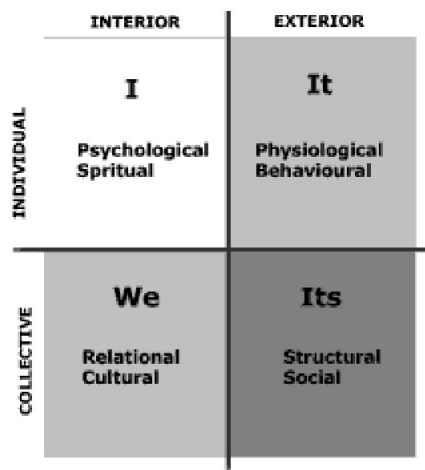 INTERIOR EXTERIOR
INDIVIDUAL
I
Psychological
Spritual
It
Physiological
Behavioural
COLLECTIVE
We
Relational
Cultural
Its
Structural
Social